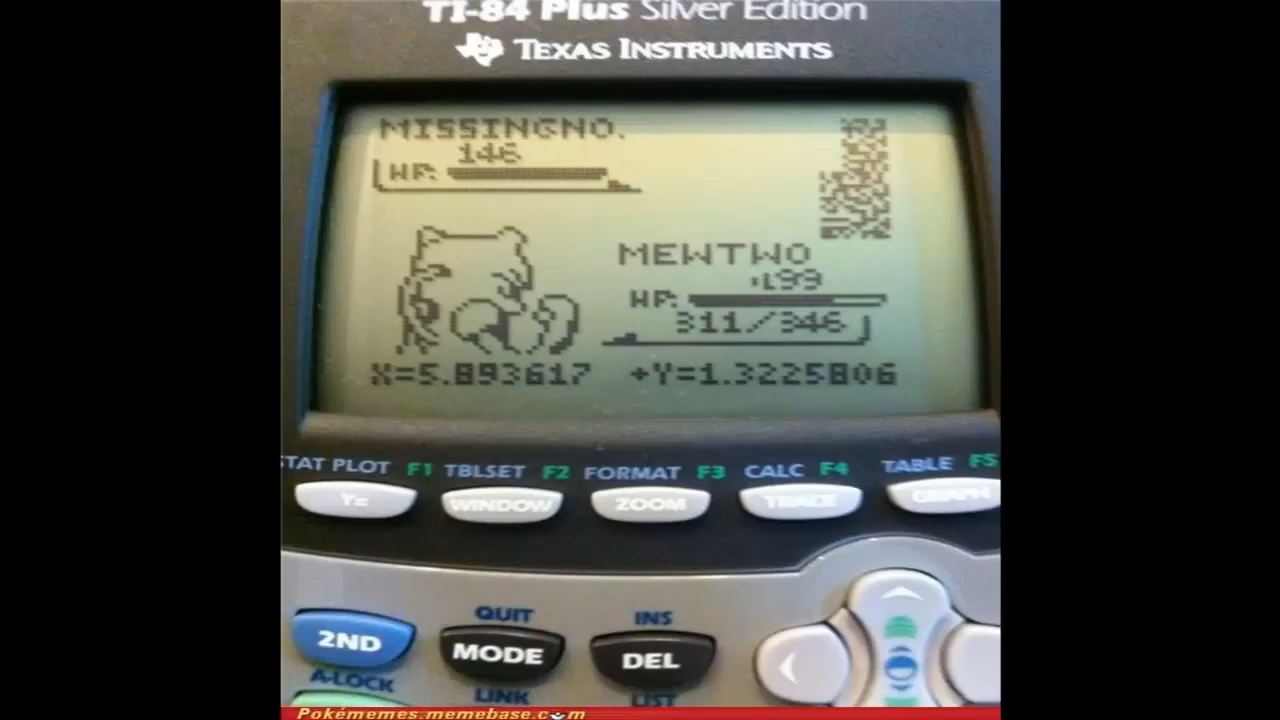 TI-84 Plus Silver Edition
TEXAS INSTRUMENTS
MISSINGNO.
146
HP:
MEWTWO
:L99
HP:
311/346
X=5.893617 +Y=1.3225806
STAT PLOT F1 TBLSET F2 FORMAT F3 CALC F4 TABLE F5
Y= WINDOW ZOOM TRACE GRAPH
QUIT INS
2ND MODE DEL
A-LOCK LINK LIST
Pokémemes.memebase.com